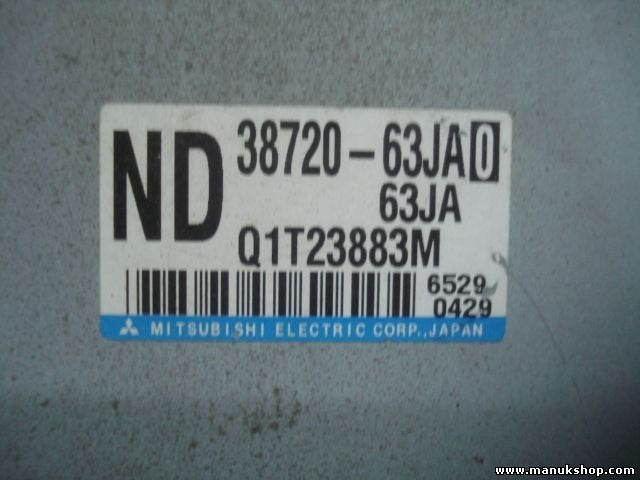 ND
38720-63JA0
63JA
Q1T23883M
6529
0429
MITSUBISHI ELECTRIC CORP., JAPAN
www.manukshop.com